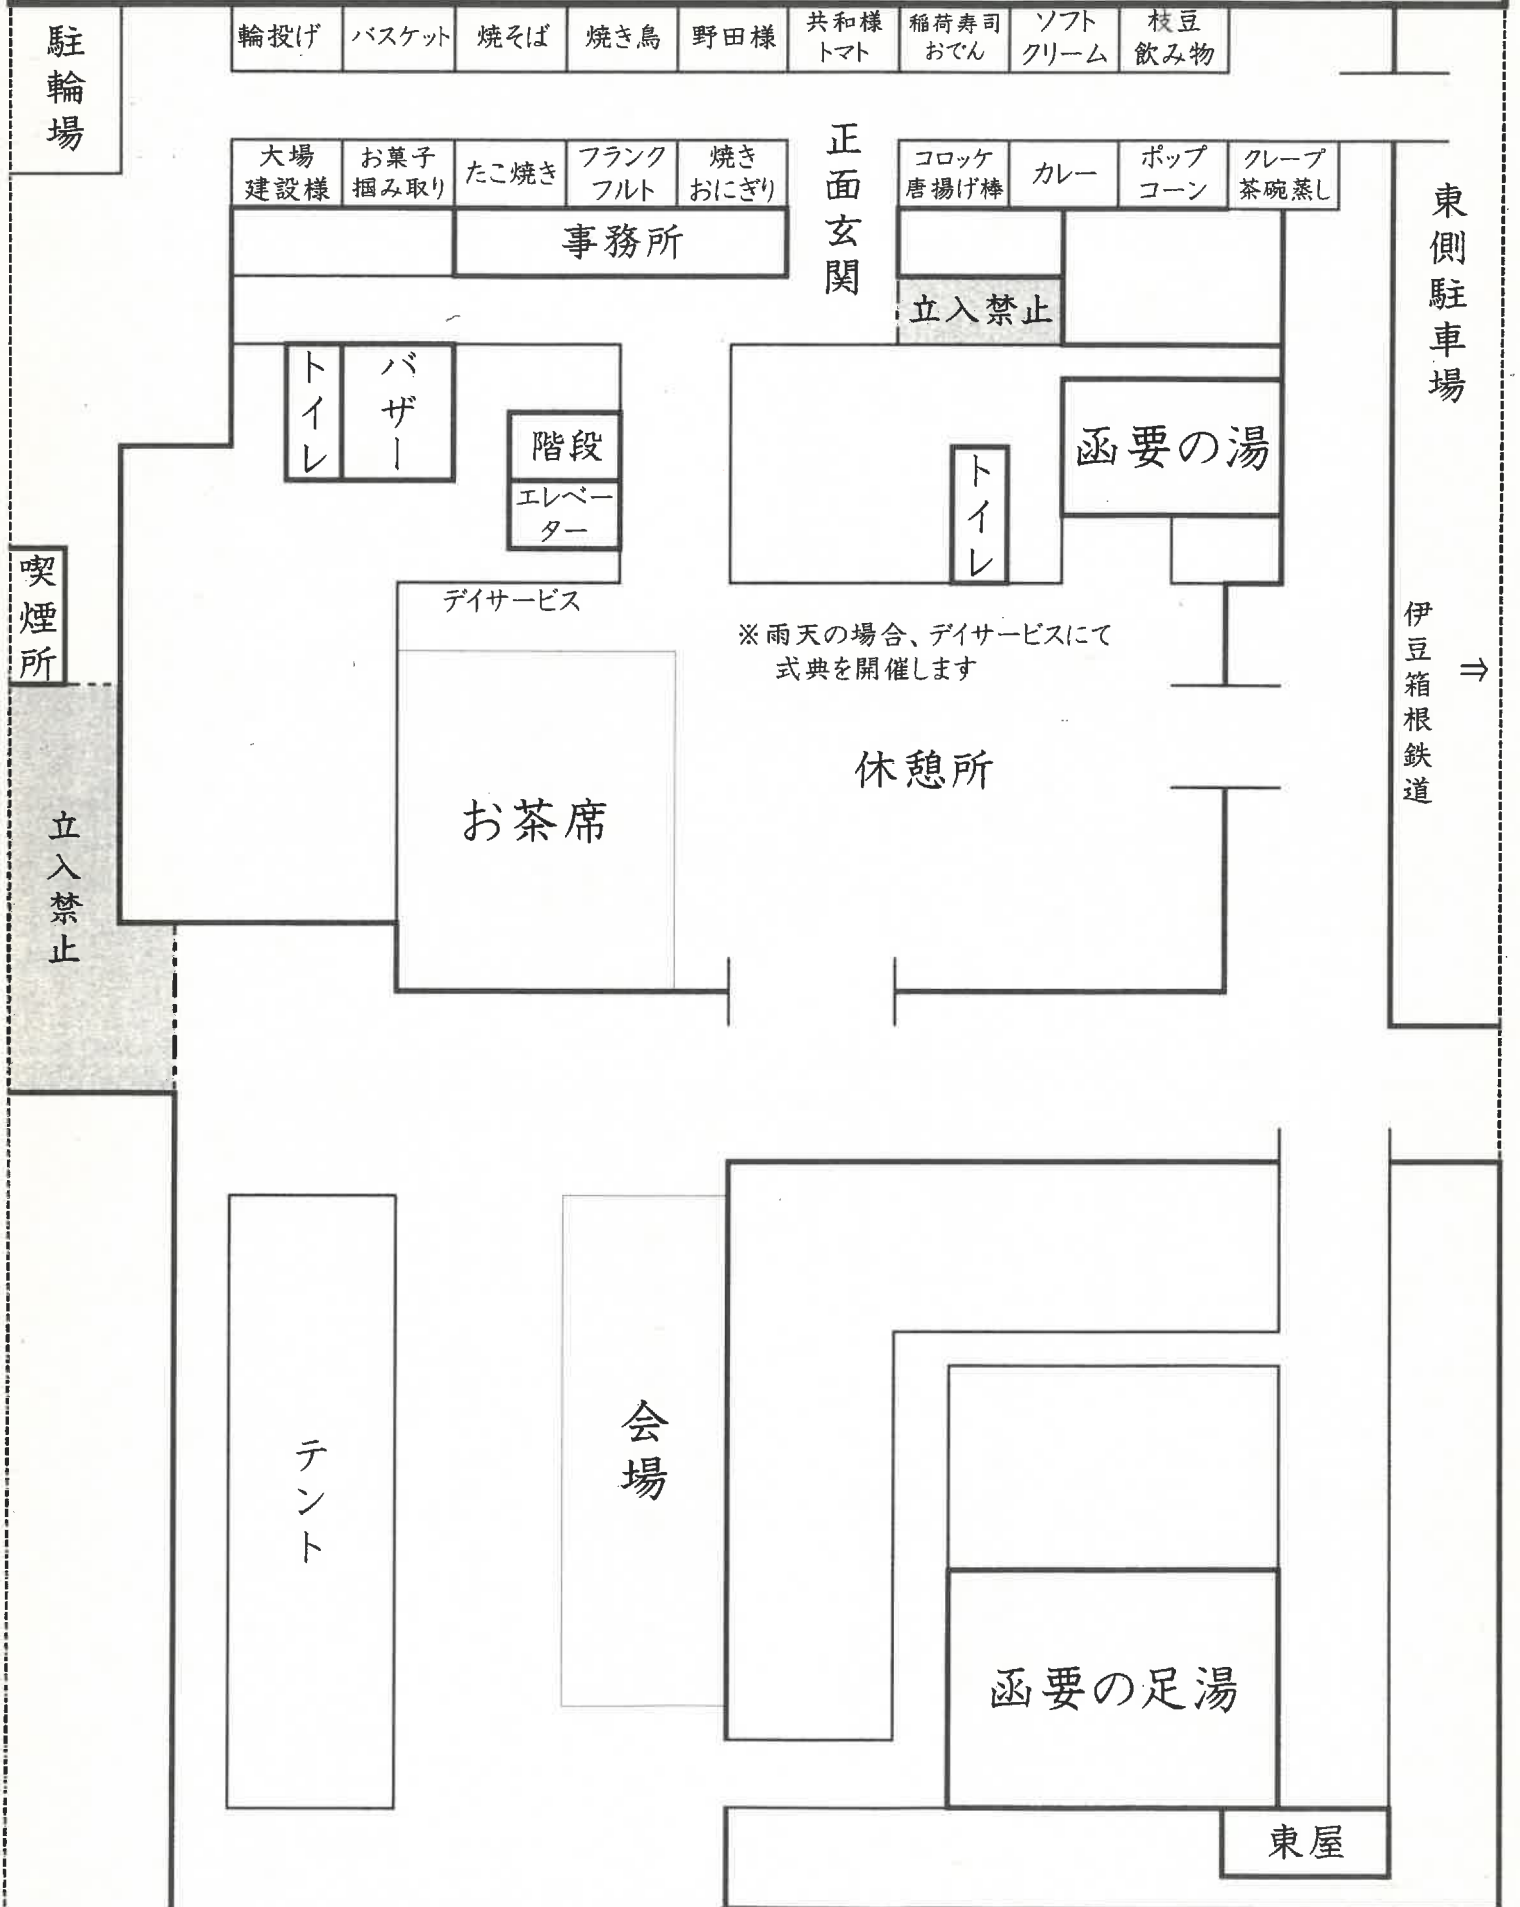 駐輪場
輪投げ
バスケット
焼そば
焼き鳥
野田様
共和様
トマト
稲荷寿司
おでん
ソフト
クリーム
枝豆
飲み物
大場
建設様
お菓子
掴み取り
たこ焼き
フランク
フルト
焼き
おにぎり
正面玄関
コロッケ
唐揚げ棒
カレー
ポップ
コーン
クレープ
茶碗蒸し
東側駐車場
事務所
立入禁止
トイレ
バザー
階段
エレベー
ター
函要の湯
トイレ
喫煙所
デイサービス
※雨天の場合、デイサービスにて
式典を開催します
伊豆箱根鉄道
⇒
休憩所
お茶席
立入禁止
テント
会場
函要の足湯
東屋